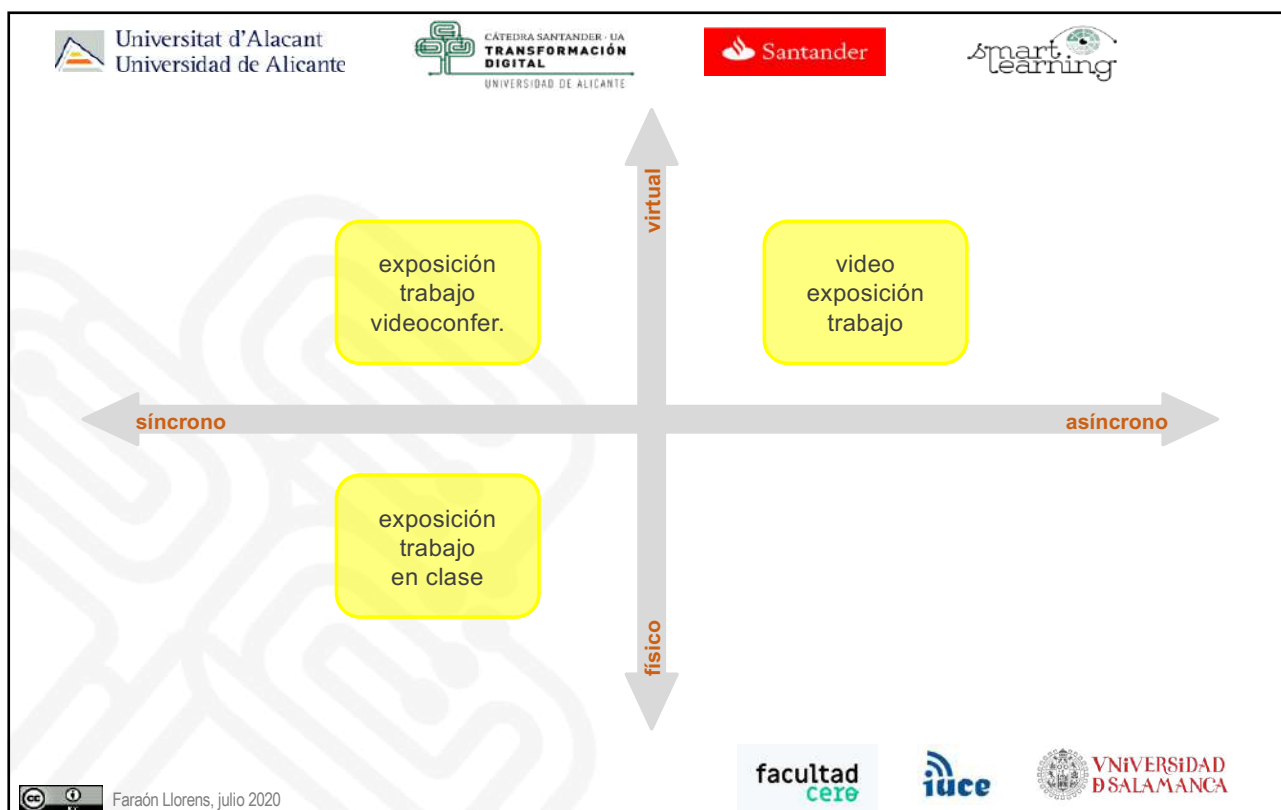 Universitat d'Alacant
Universidad de Alicante
CÁTEDRA SANTANDER · UA
TRANSFORMACIÓN
DIGITAL
UNIVERSIDAD DE ALICANTE
Santander
smart
learning
virtual
exposición
trabajo
videoconfer.
video
exposición
trabajo
síncrono
asíncrono
exposición
trabajo
en clase
físico
facultad
cero
iuce
VNiVERSiDAD
D SALAMANCA
cc
Faraón Llorens, julio 2020